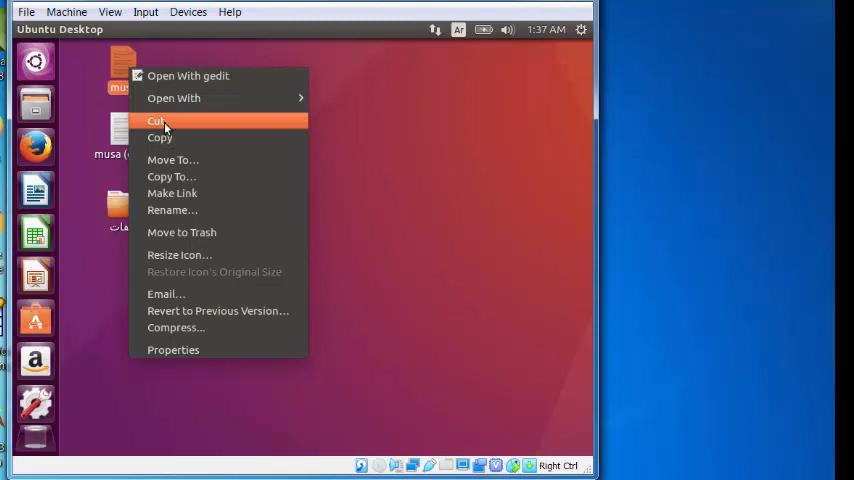 File Machine View Input Devices Help
Ubuntu Desktop Ar 1:37 AM
mus
Open With gedit
Open With
Cut
Copy
musa (
Move To...
Copy To...
Make Link
Rename...
Move to Trash
Resize Icon...
Restore Icon's Original Size
Email...
Revert to Previous Version...
Compress...
Properties
Right Ctrl